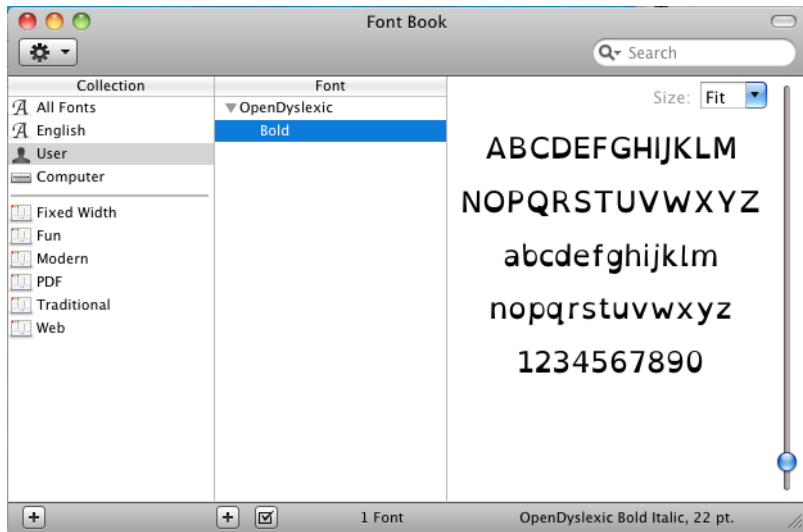 Font Book
Search
Collection
All Fonts
English
User
Computer
Fixed Width
Fun
Modern
PDF
Traditional
Web
Font
OpenDyslexic
Bold
Size: Fit
ABCDEFGHIJKLM
NOPQRSTUVWXYZ
abcdefghijklm
nopqrstuvwxyz
1234567890
1 Font
OpenDyslexic Bold Italic, 22 pt.